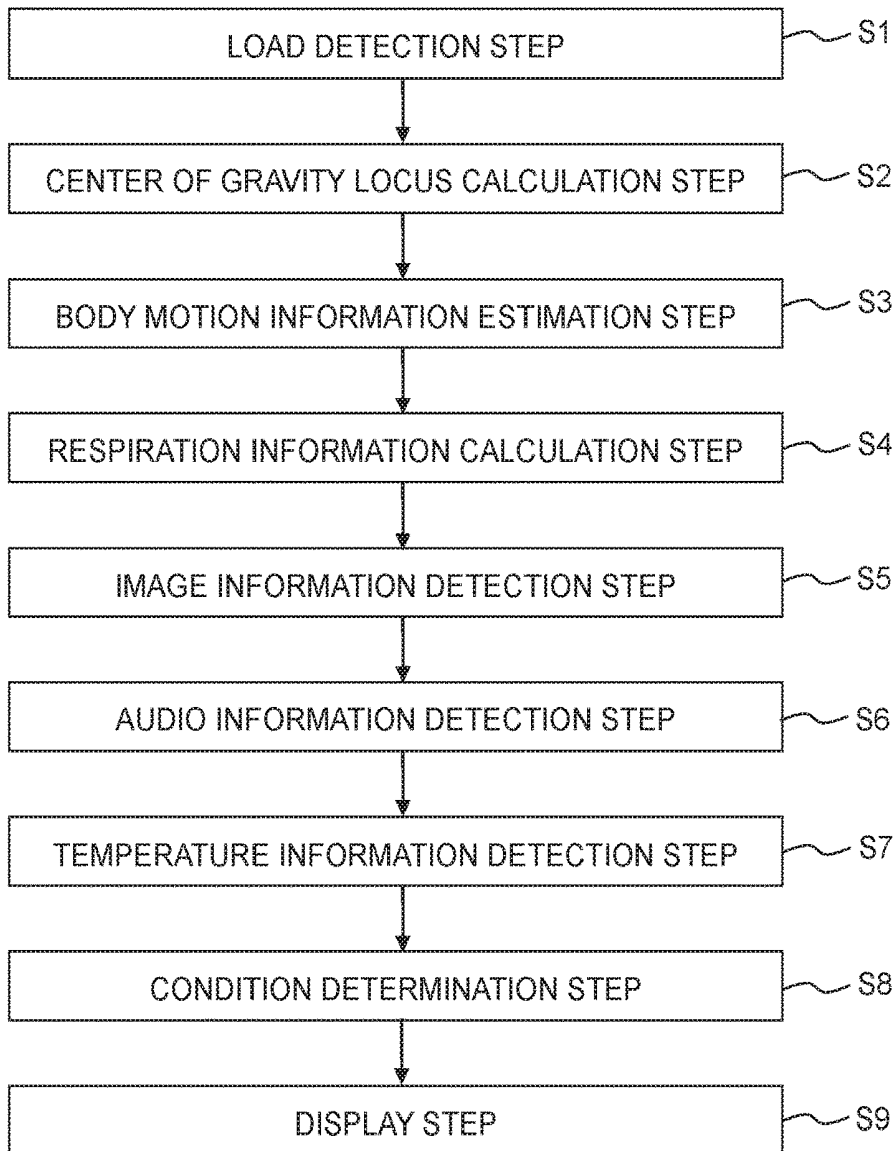 LOAD DETECTION STEP S1
CENTER OF GRAVITY LOCUS CALCULATION STEP S2
BODY MOTION INFORMATION ESTIMATION STEP S3
RESPIRATION INFORMATION CALCULATION STEP S4
IMAGE INFORMATION DETECTION STEP S5
AUDIO INFORMATION DETECTION STEP S6
TEMPERATURE INFORMATION DETECTION STEP S7
CONDITION DETERMINATION STEP S8
DISPLAY STEP S9